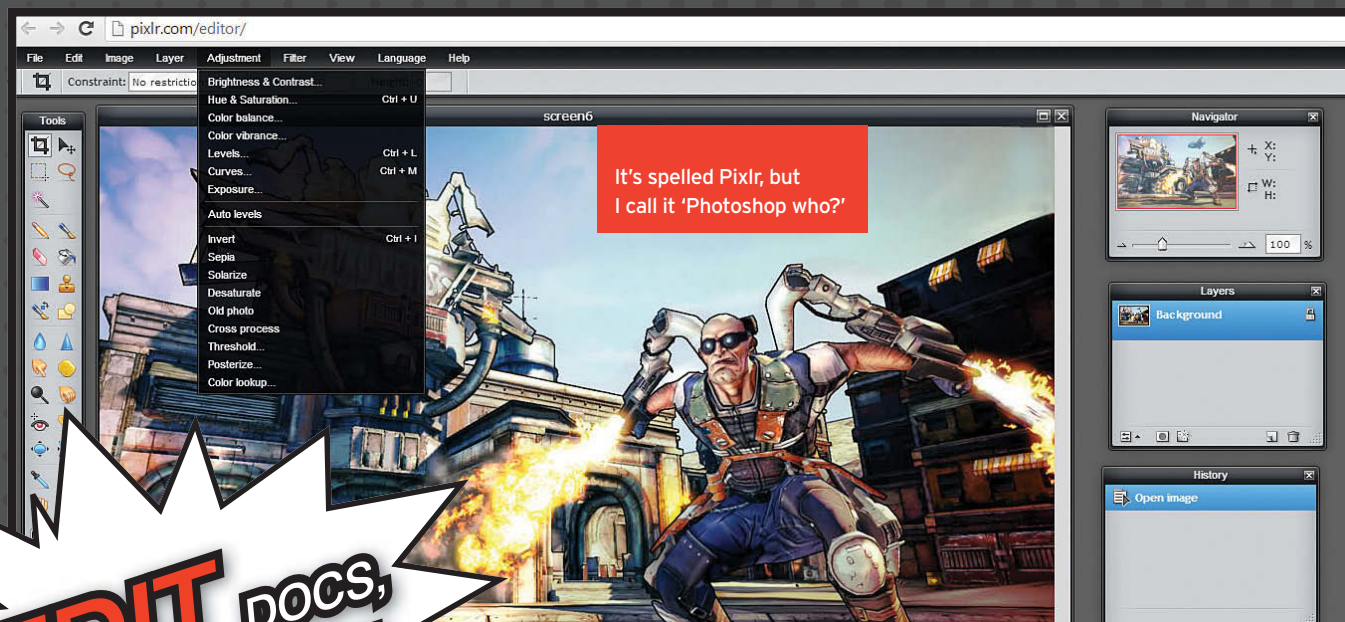 pixlr.com/editor/
File Edit Image Layer Adjustment Filter View Language Help
Constraint: No restrictio
Brightness & Contrast...
Hue & Saturation... Ctrl + U
Color balance...
Color vibrance...
Levels... Ctrl + L
Curves... Ctrl + M
Exposure...
Auto levels
Invert Ctrl + I
Sepia
Solarize
Desaturate
Old photo
Cross process
Threshold...
Posterize...
Color lookup...
Tools
screen6
It's spelled Pixlr, but
I call it 'Photoshop who?'
Navigator
X:
Y:
W:
H:
100 %
Layers
Background
History
Open image
EDIT DOCS,